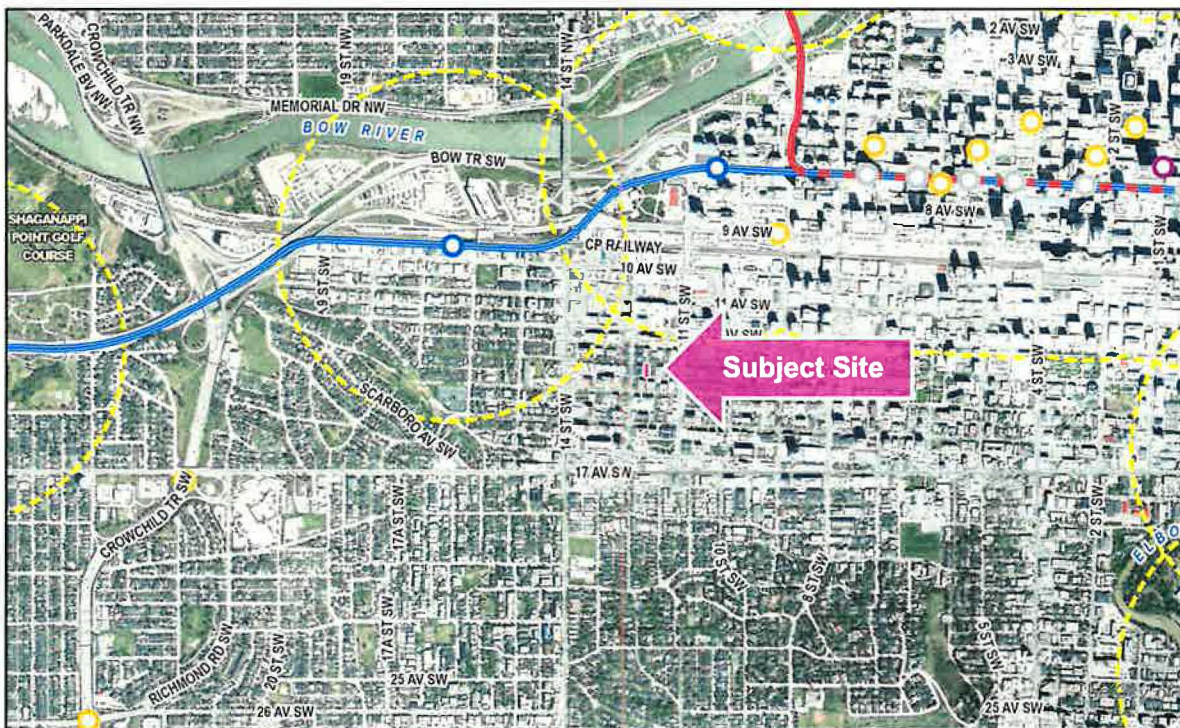 2 AV SW
3 AV SW
CROWCHILD TR NW
PARKDALE BV NW
19 ST NW
14 ST NW
MEMORIAL DR NW
BOW RIVER
BOW TR SW
2 ST SW
SHAGANAPPI
POINT GOLF
COURSE
8 AV SW
9 AV SW
CP RAILWAY
10 AV SW
1 ST SW
19 ST SW
11 AV SW
11 ST SW
AV SW
Subject Site
SCARBORO AV SW
14 ST SW
ST SW
17 AV SW
CROWCHILD TR SW
17A ST SW
2 ST SW
ELBO
10 ST SW
8 ST SW
5 ST SW
RICHMOND RD SW
20 ST SW
17A ST SW
25 AV SW
26 AV SW
25 AV SW